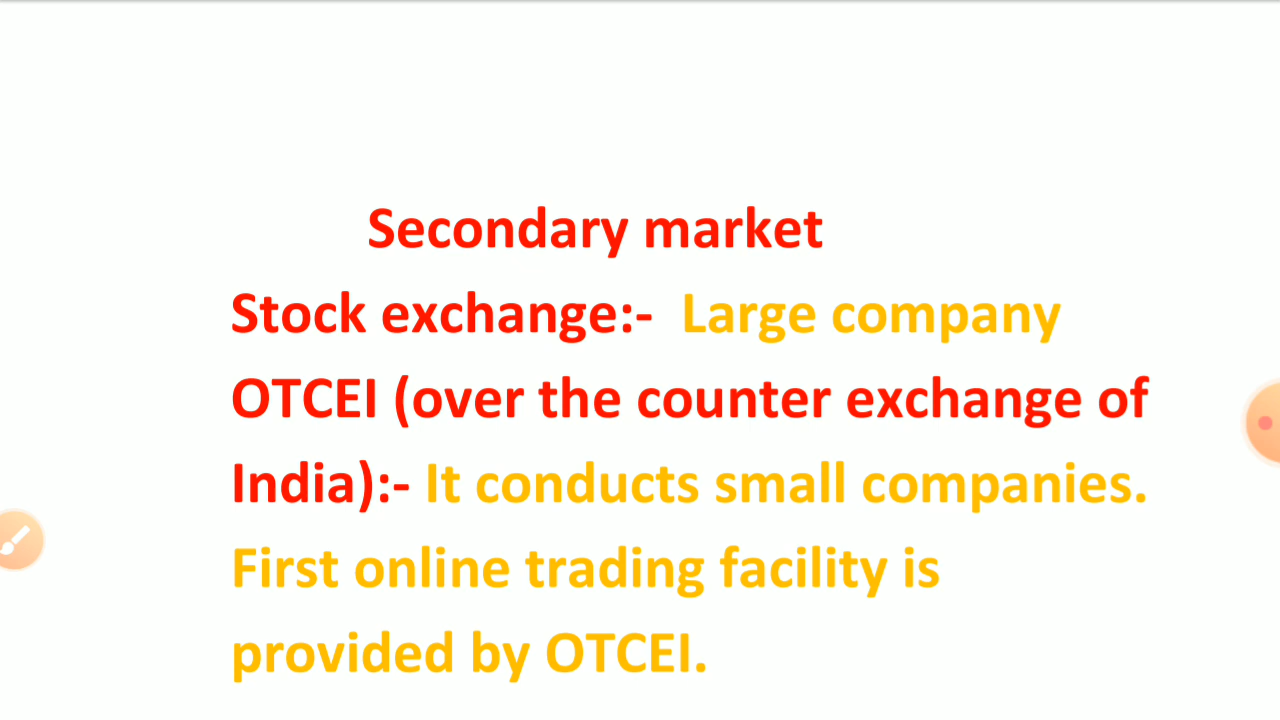 Secondary market
Stock exchange:- Large company
OTCEI (over the counter exchange of
India):- It conducts small companies.
First online trading facility is
provided by OTCEI.